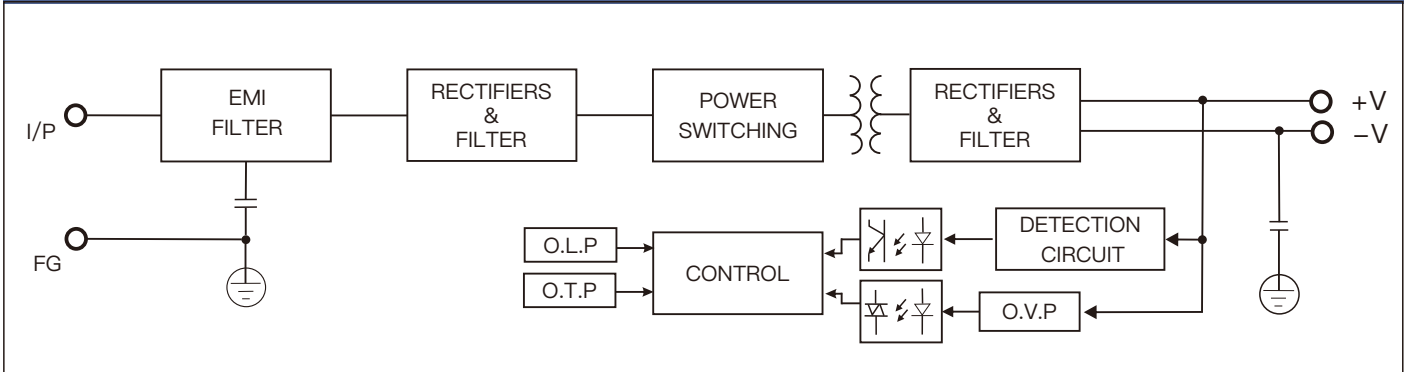 I/P
EMI
FILTER
RECTIFIERS
&
FILTER
POWER
SWITCHING
RECTIFIERS
&
FILTER
+V
−V
FG
O.L.P
O.T.P
CONTROL
DETECTION
CIRCUIT
O.V.P